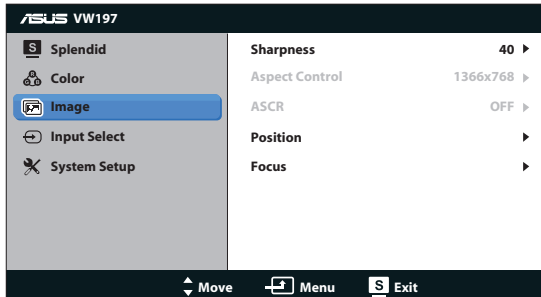 ASUS VW197
S Splendid
Color
Image
Input Select
System Setup
Sharpness 40
Aspect Control 1366x768
ASCR OFF
Position
Focus
Move Menu S Exit